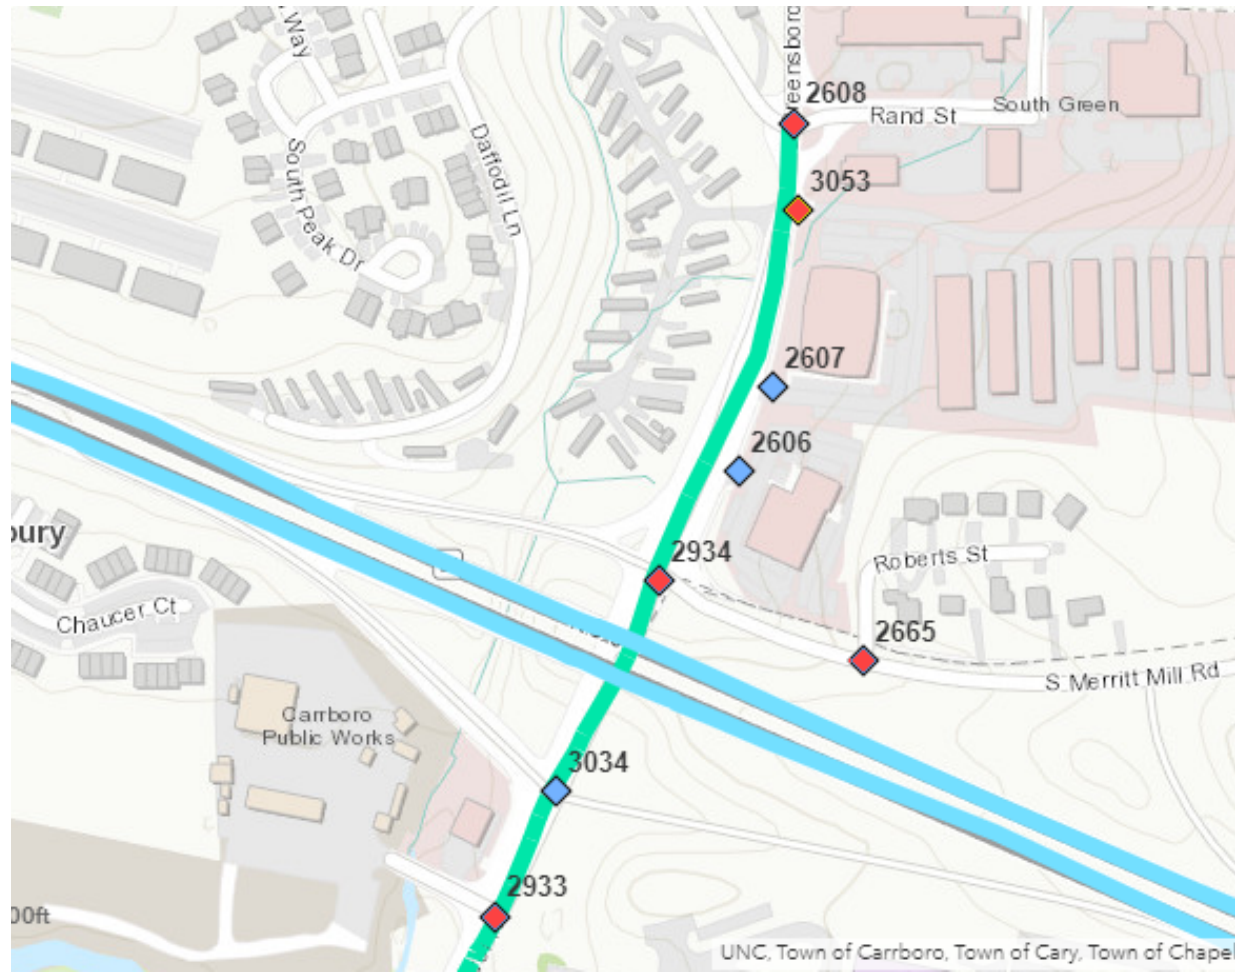 Way
2608
Rand St
South Green
3053
Daffodil Ln
South Peak Dr
2607
2606
2934
bury
Roberts St
Chaucer Ct
2665
S Merritt Mill Rd
Carrboro
Public Works
3034
2933
00ft
UNC, Town of Carrboro, Town of Cary, Town of Chapel